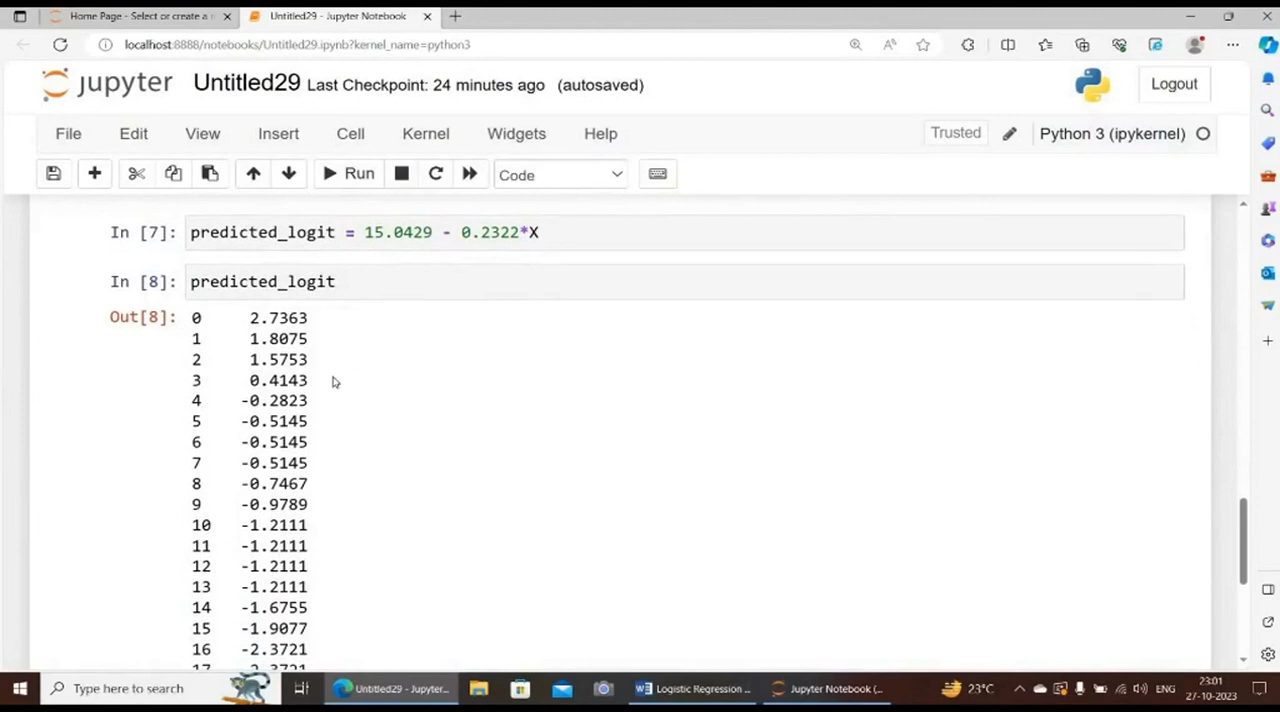 Home Page - Select or create a n
Untitled29 - Jupyter Notebook
localhost:8888/notebooks/Untitled29.ipynb?kernel_name=python3
jupyter Untitled29 Last Checkpoint: 24 minutes ago (autosaved)
Logout
File Edit View Insert Cell Kernel Widgets Help
Trusted Python 3 (ipykernel)
Run Code
In [7]: predicted_logit = 15.0429 - 0.2322*X
In [8]: predicted_logit
Out[8]: 0 2.7363
1 1.8075
2 1.5753
3 0.4143
4 -0.2823
5 -0.5145
6 -0.5145
7 -0.5145
8 -0.7467
9 -0.9789
10 -1.2111
11 -1.2111
12 -1.2111
13 -1.2111
14 -1.6755
15 -1.9077
16 -2.3721
17 -2.3721
Type here to search
Untitled29 - Jupyter...
Logistic Regression ...
Jupyter Notebook (...
23°C
ENG
23:01
27-10-2023